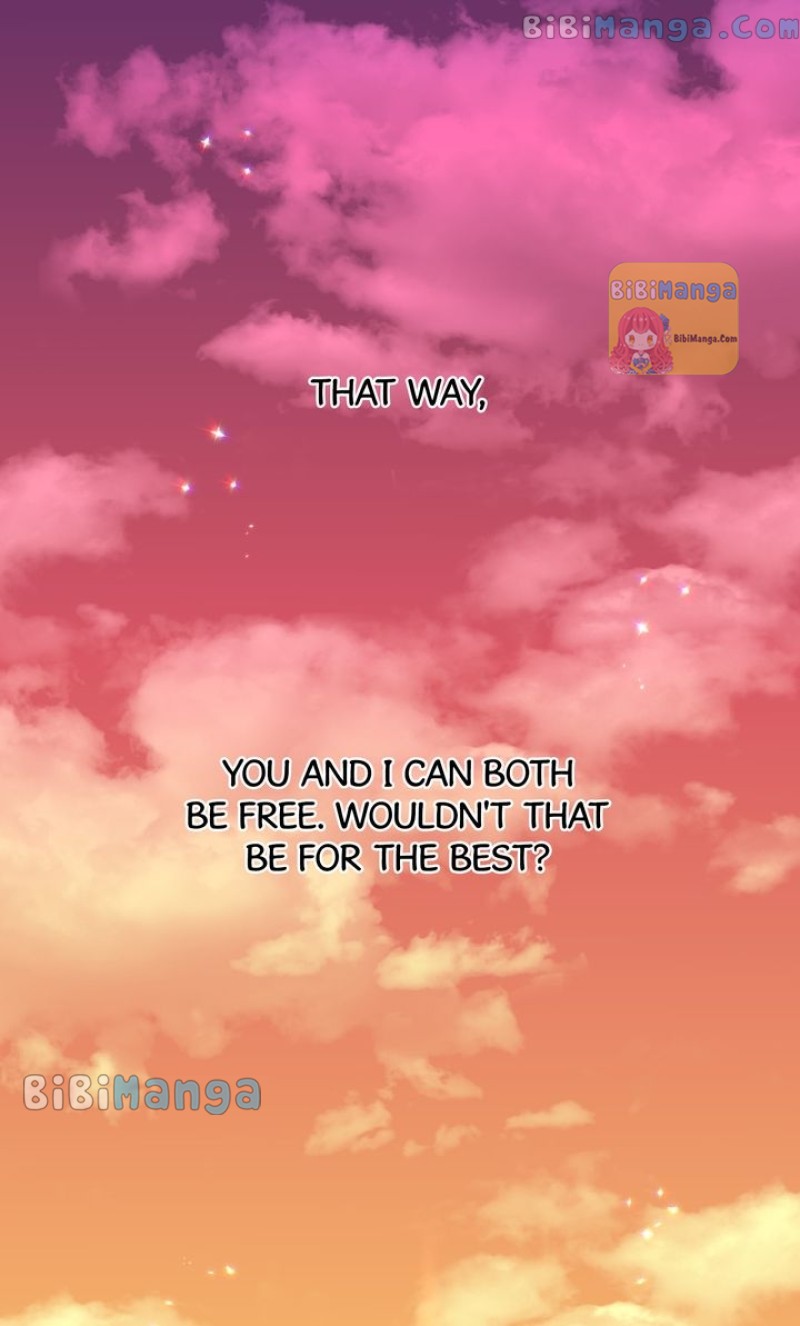 BiBiManga.Com
BiBiManga
BibiManga.Com
THAT WAY,
YOU AND I CAN BOTH
BE FREE. WOULDN'T THAT
BE FOR THE BEST?
BiBiManga